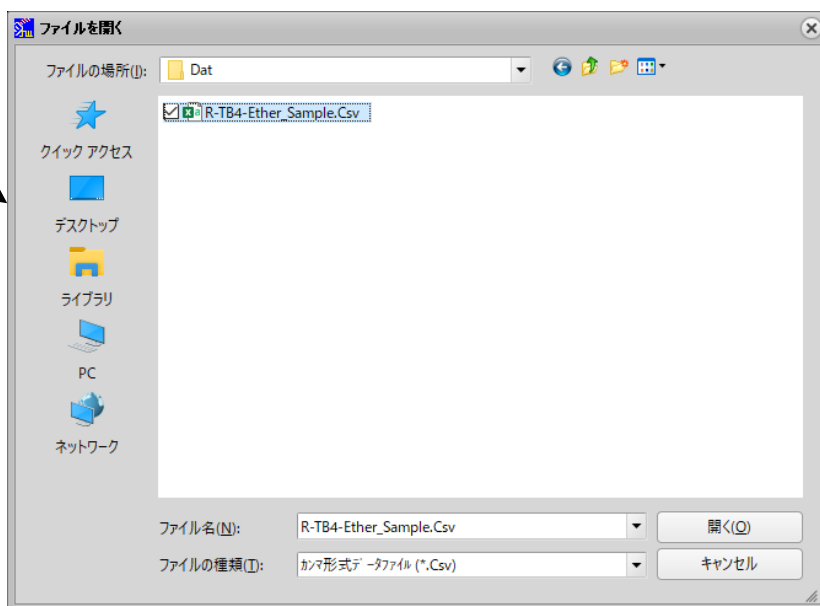 ファイルを開く
ファイルの場所(I):
Dat
R-TB4-Ether_Sample.Csv
クイック アクセス
デスクトップ
ライブラリ
PC
ネットワーク
ファイル名(N):
R-TB4-Ether_Sample.Csv
開く(O)
ファイルの種類(T):
ｶﾝﾏ形式ﾃﾞｰﾀﾌｧｲﾙ (*.Csv)
キャンセル